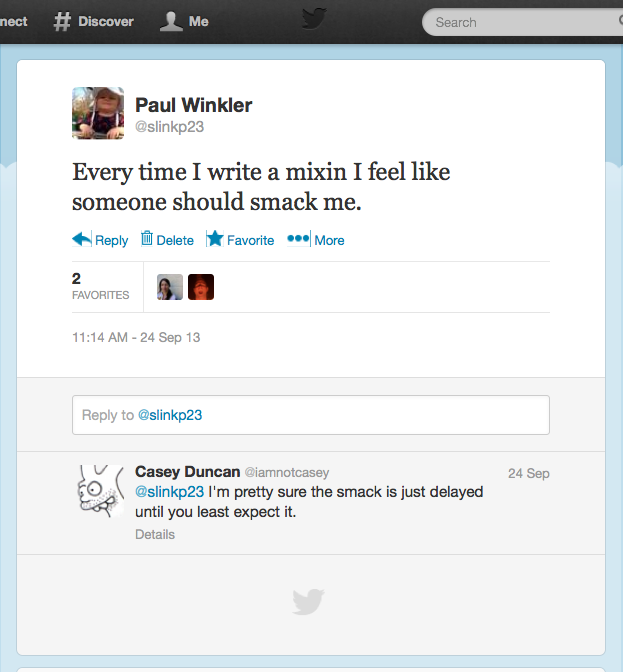 nect # Discover Me Search
Paul Winkler
@slinkp23
Every time I write a mixin I feel like
someone should smack me.
Reply Delete Favorite More
2
FAVORITES
11:14 AM - 24 Sep 13
Reply to @slinkp23
Casey Duncan @iamnotcasey 24 Sep
@slinkp23 I'm pretty sure the smack is just delayed
until you least expect it.
Details